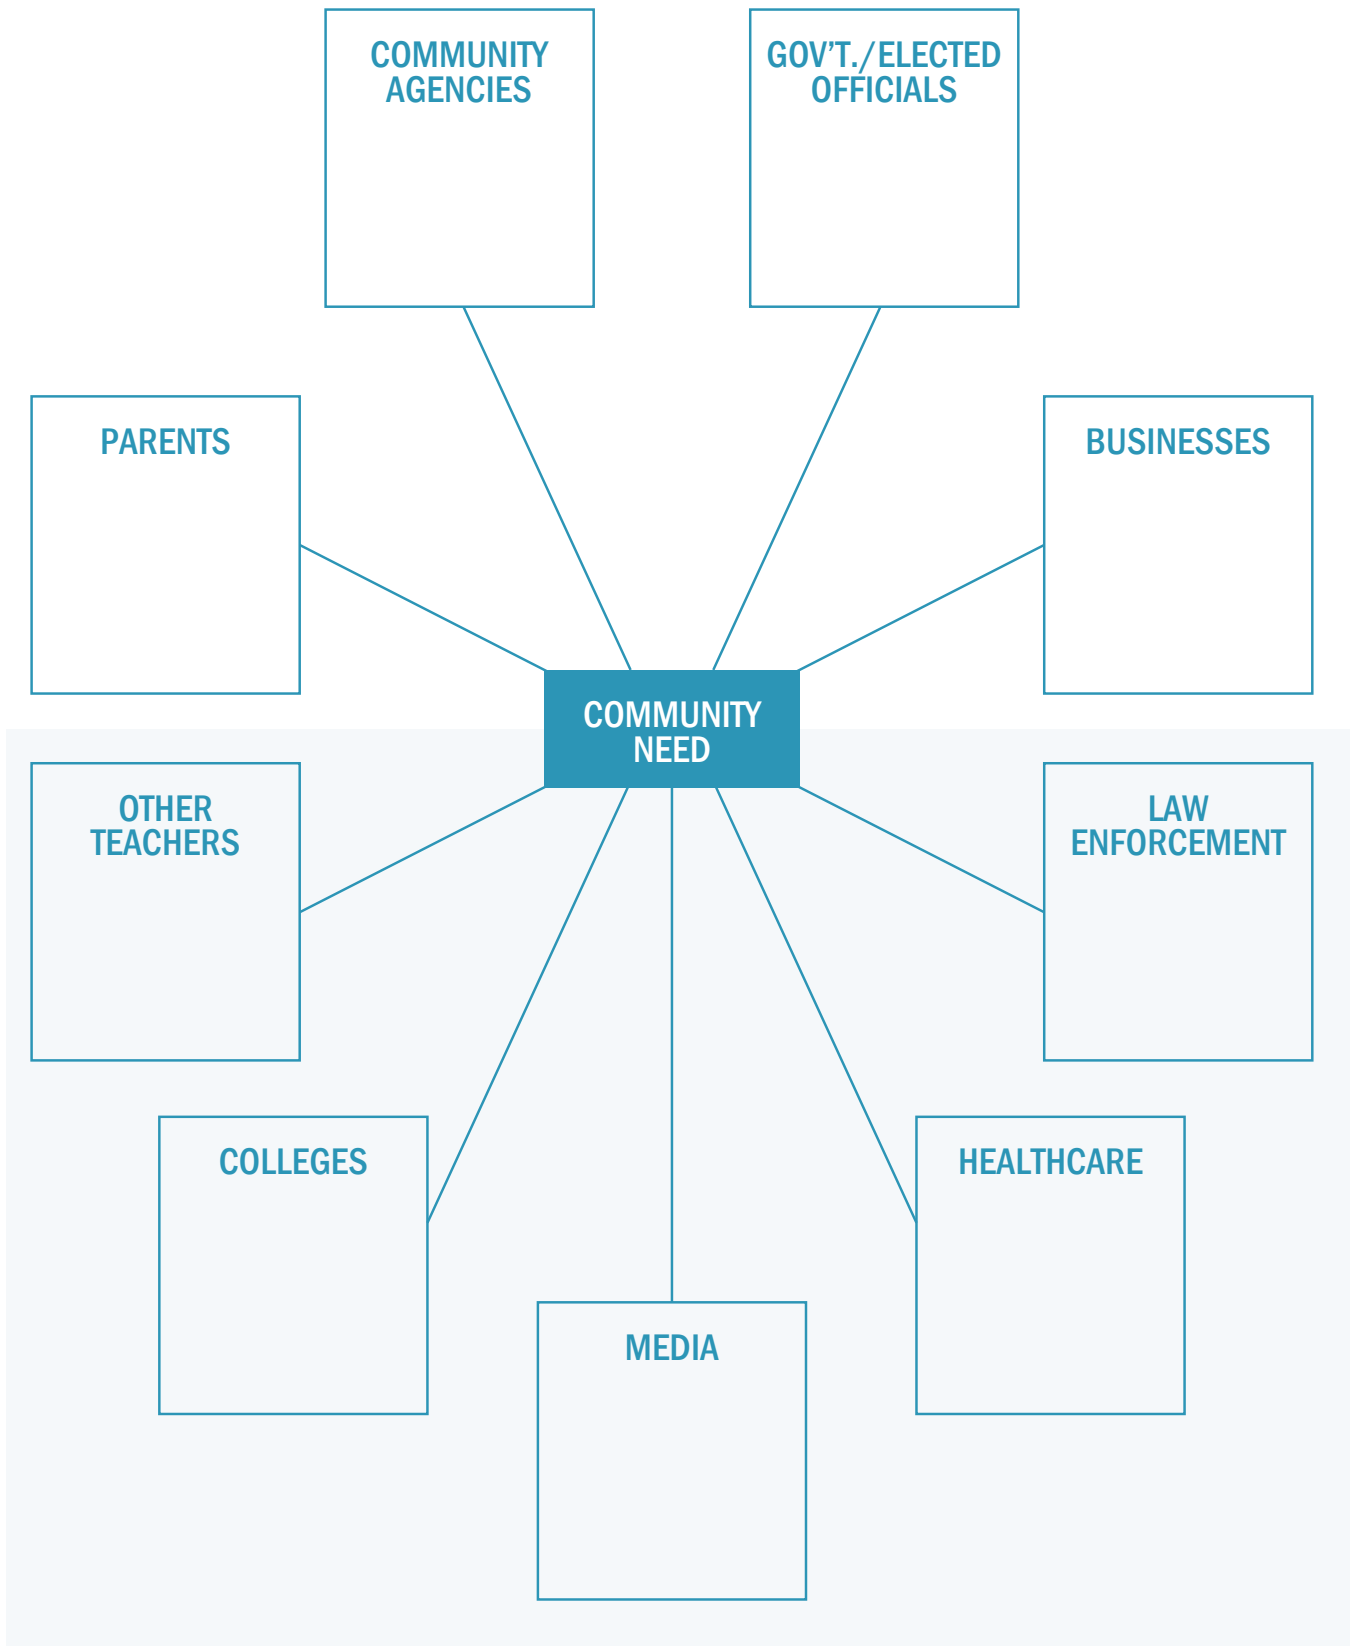 COMMUNITY
AGENCIES
GOV'T./ELECTED
OFFICIALS
PARENTS
BUSINESSES
COMMUNITY
NEED
OTHER
TEACHERS
LAW
ENFORCEMENT
COLLEGES
HEALTHCARE
MEDIA